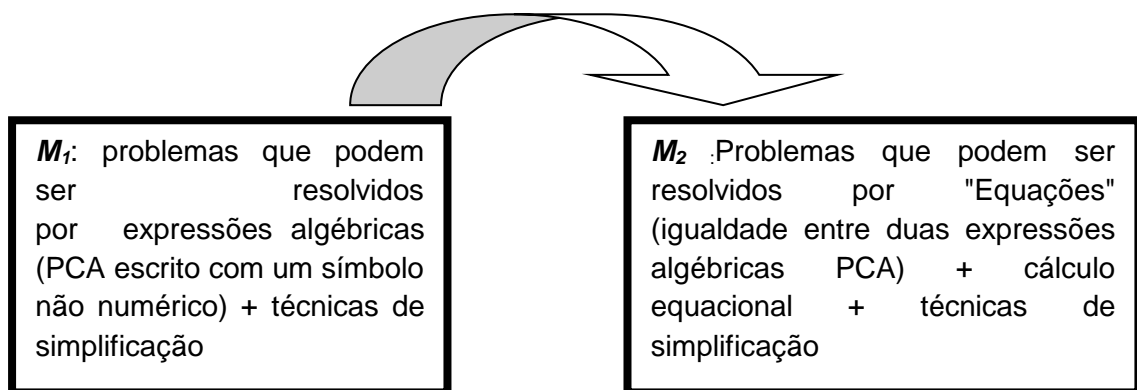 M₁: problemas que podem
ser resolvidos
por expressões algébricas
(PCA escrito com um símbolo
não numérico) + técnicas de
simplificação
M₂ :Problemas que podem ser
resolvidos por "Equações"
(igualdade entre duas expressões
algébricas PCA) + cálculo
equacional + técnicas de
simplificação